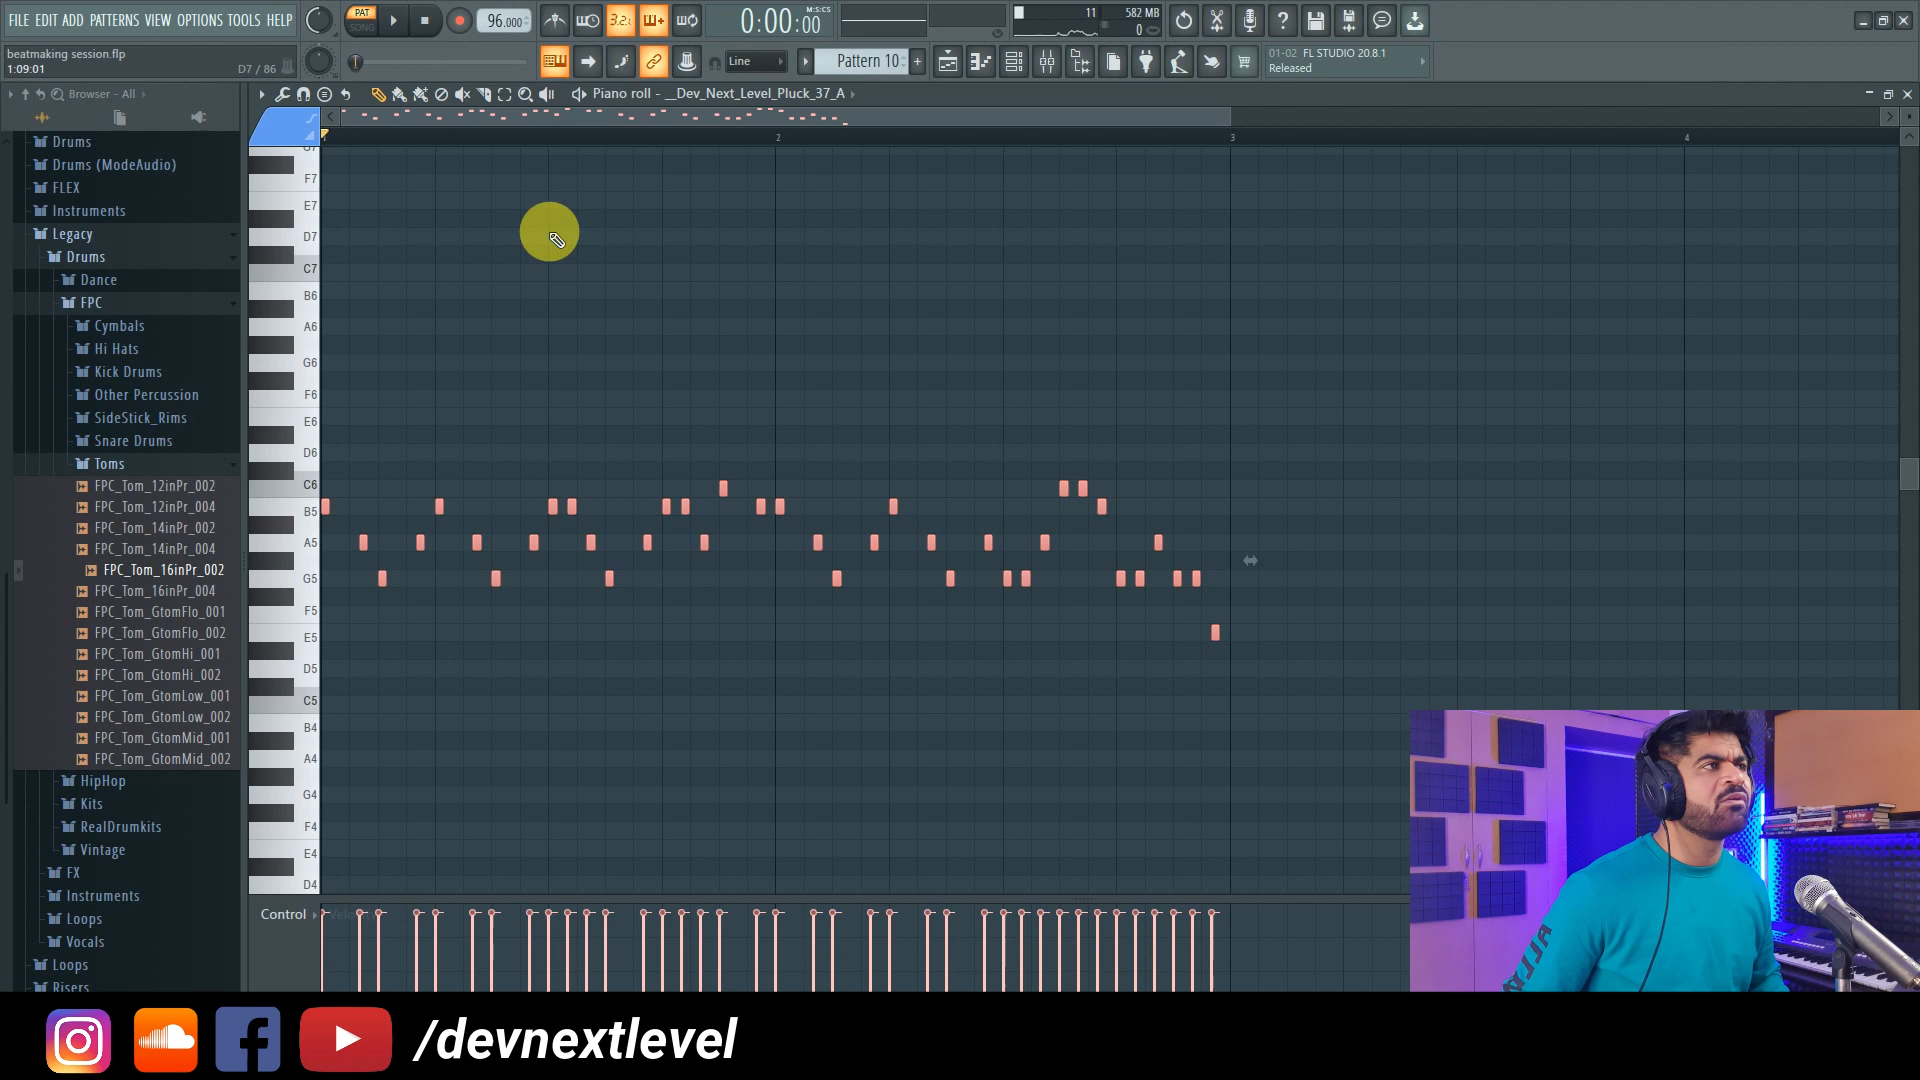 FILE EDIT ADD PATTERNS VIEW OPTIONS TOOLS HELP
PAT
SONG
96.000
3.2.
0:00:00
M:S:CS
11
582 MB
0
beatmaking session.flp
1:09:01
D7 / 86
Line
Pattern 10
+
01-02 FL STUDIO 20.8.1
Released
Browser - All
Piano roll - __Dev_Next_Level_Pluck_37_A
2
3
4
Drums
Drums (ModeAudio)
FLEX
Instruments
Legacy
Drums
Dance
FPC
Cymbals
Hi Hats
Kick Drums
Other Percussion
SideStick_Rims
Snare Drums
Toms
FPC_Tom_12inPr_002
FPC_Tom_12inPr_004
FPC_Tom_14inPr_002
FPC_Tom_14inPr_004
FPC_Tom_16inPr_002
FPC_Tom_16inPr_004
FPC_Tom_GtomFlo_001
FPC_Tom_GtomFlo_002
FPC_Tom_GtomHi_001
FPC_Tom_GtomHi_002
FPC_Tom_GtomLow_001
FPC_Tom_GtomLow_002
FPC_Tom_GtomMid_001
FPC_Tom_GtomMid_002
HipHop
Kits
RealDrumkits
Vintage
FX
Instruments
Loops
Vocals
Loops
Risers
G7
F7
E7
D7
C7
B6
A6
G6
F6
E6
D6
C6
B5
A5
G5
F5
E5
D5
C5
B4
A4
G4
F4
E4
D4
Control
Velocity
/devnextlevel